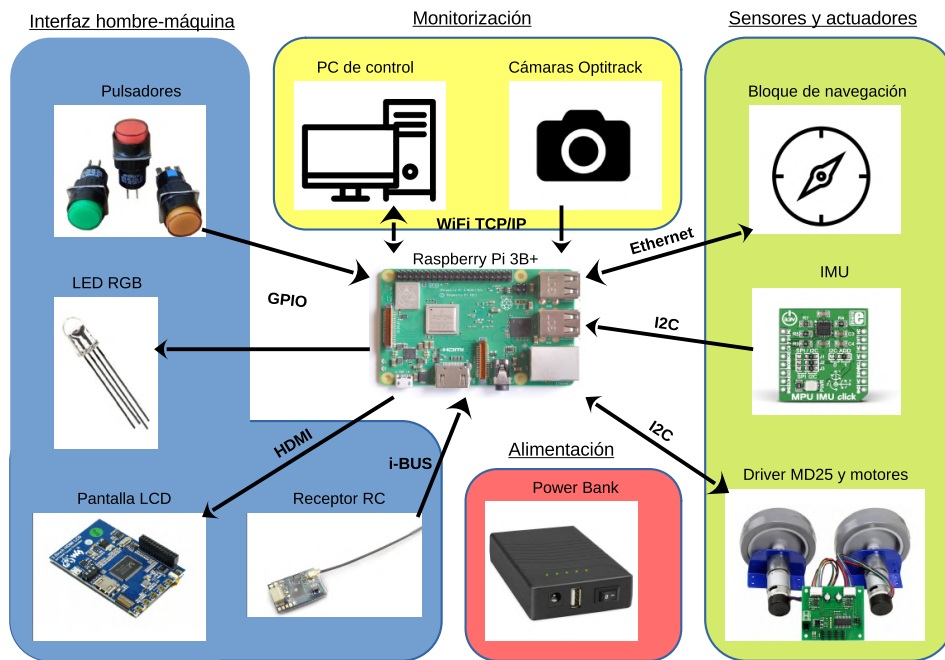 Interfaz hombre-máquina
Monitorización
Sensores y actuadores
PC de control
Cámaras Optitrack
Pulsadores
Bloque de navegación
WiFi TCP/IP
Ethernet
Raspberry Pi 3B+
LED RGB
IMU
GPIO
I2C
HDMI
MPU IMU click
HDMI
i-BUS
I2C
Alimentación
Pantalla LCD
Receptor RC
Power Bank
Driver MD25 y motores